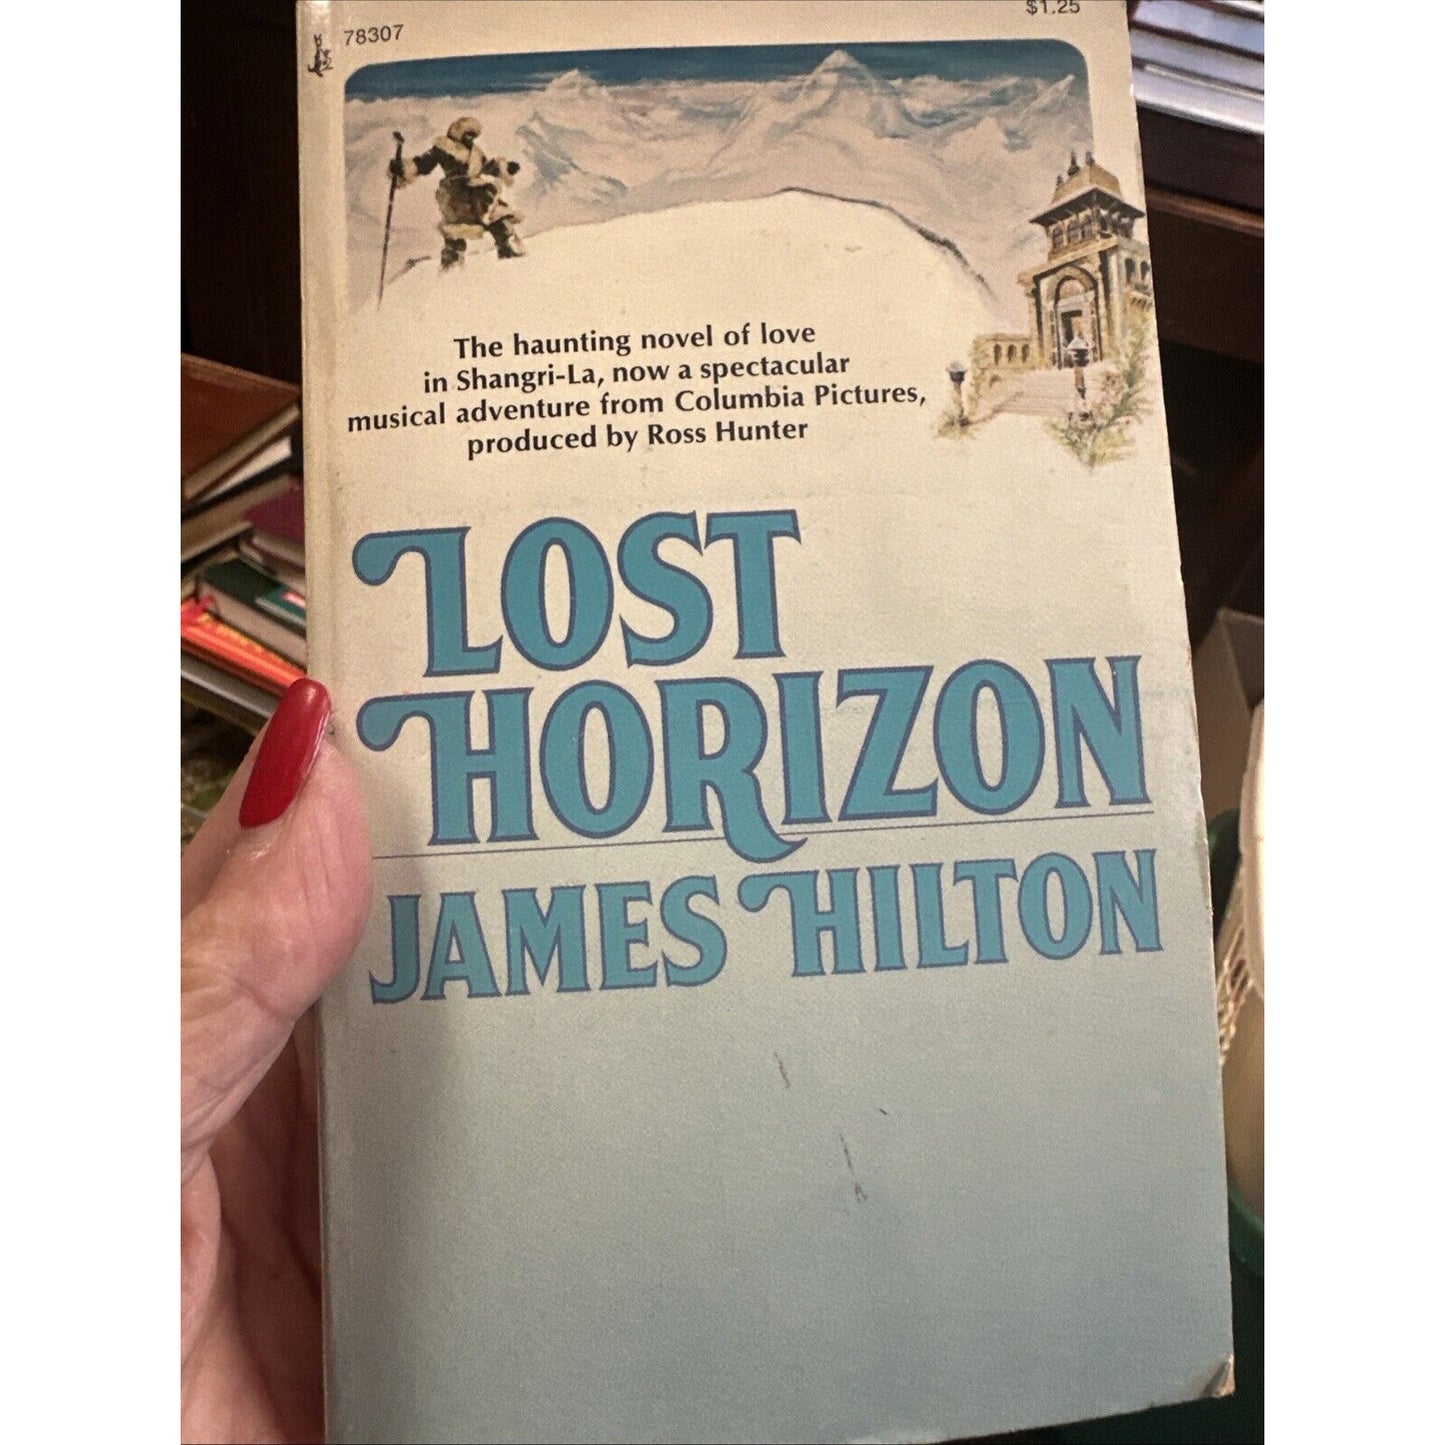 78307
$1.25
The haunting novel of love
in Shangri-La, now a spectacular
musical adventure from Columbia Pictures,
produced by Ross Hunter
LOST
HORIZON
JAMES HILTON